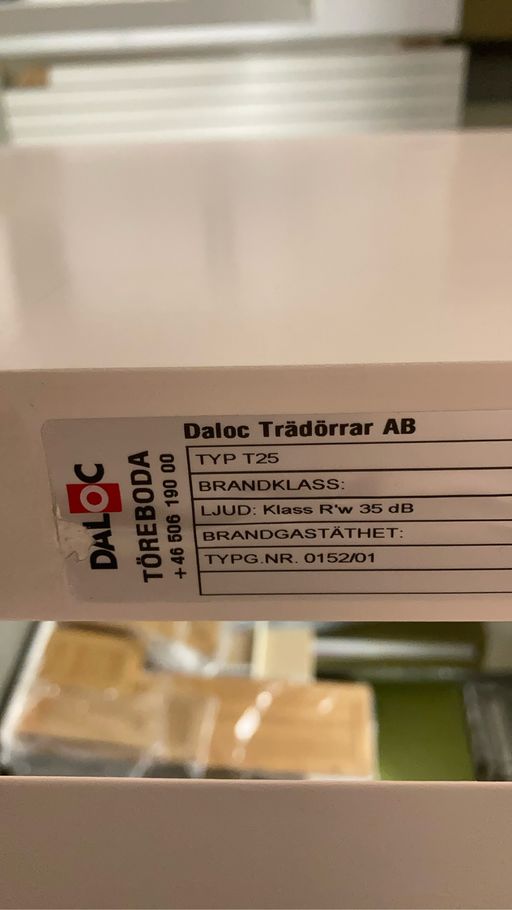 DALOC
TÖREBODA
+46 506 190 00
Daloc Trädörrar AB
TYP T25
BRANDKLASS:
LJUD: Klass R'w 35 dB
BRANDGASTÄTHET:
TYPG.NR. 0152/01